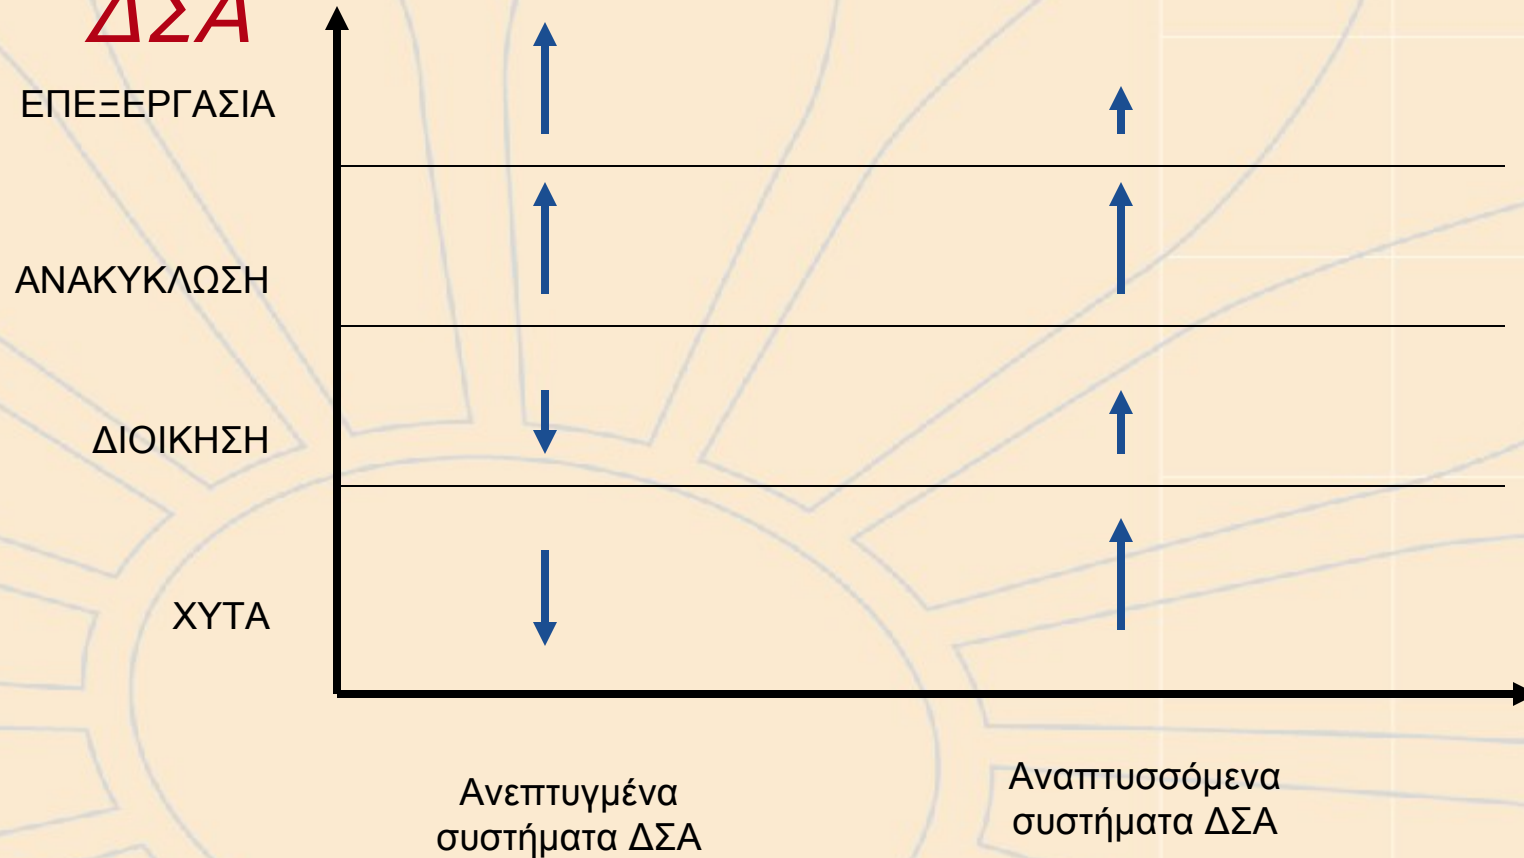 ΔΣΑ
ΕΠΕΞΕΡΓΑΣΙΑ
ΑΝΑΚΥΚΛΩΣΗ
ΔΙΟΙΚΗΣΗ
ΧΥΤΑ
Ανεπτυγμένα
συστήματα ΔΣΑ
Αναπτυσσόμενα
συστήματα ΔΣΑ